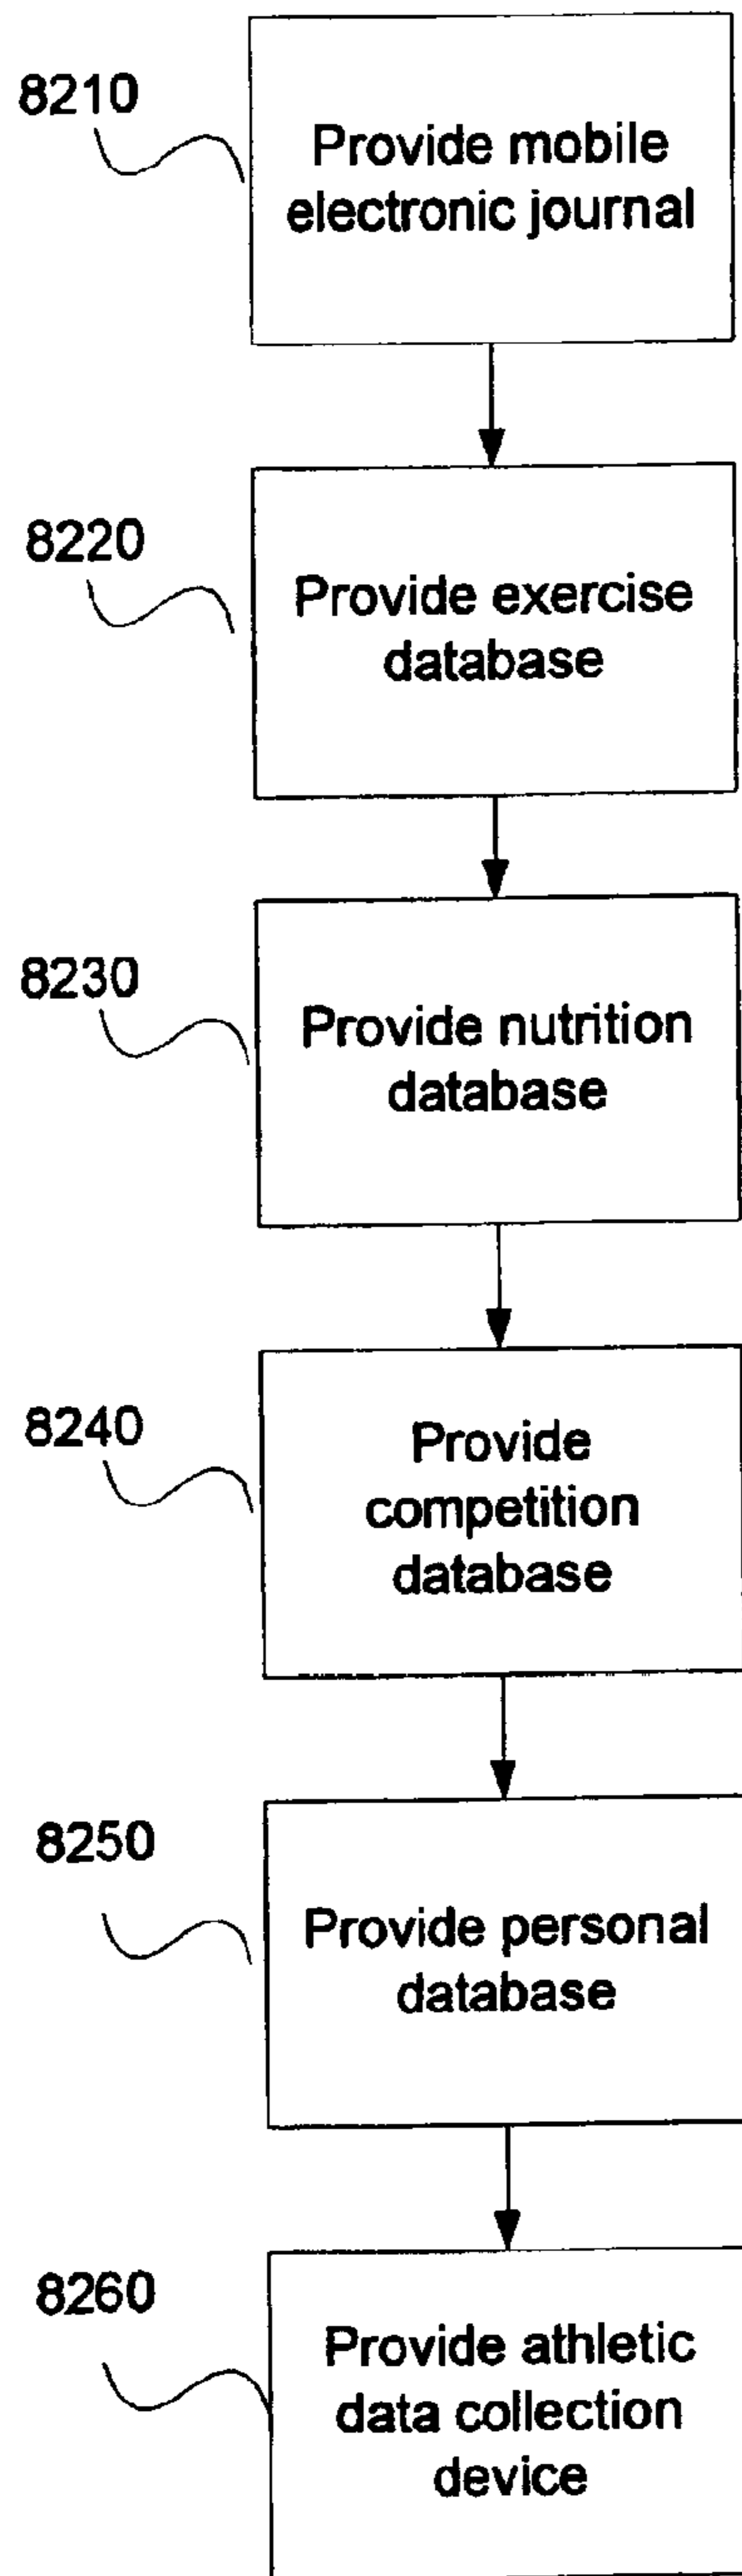 8210
Provide mobile
electronic journal
8220
Provide exercise
database
8230
Provide nutrition
database
8240
Provide
competition
database
8250
Provide personal
database
8260
Provide athletic
data collection
device